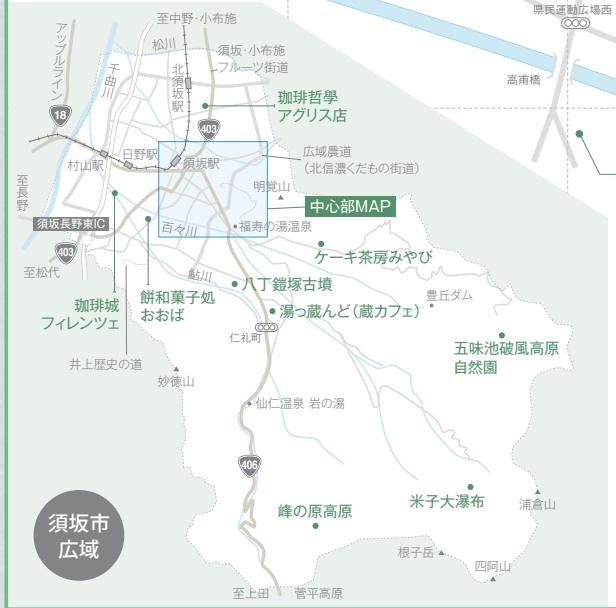 県民運動広場西
高甫橋
至中野・小布施
アップルライン
千曲川
松川
北須坂駅
須坂・小布施
フルーツ街道
珈琲哲學
アグリス店
18
403
村山駅
日野駅
須坂駅
広域農道
(北信濃くだもの街道)
至長野
明覚山
中心部MAP
須坂長野東IC
百々川
福寿の湯温泉
403
至松代
鮎川
ケーキ茶房みやび
八丁鎧塚古墳
豊丘ダム
珈琲城
フィレンツェ
餅和菓子処
おおば
湯っ蔵んど(蔵カフェ)
仁礼町
五味池破風高原
自然園
井上歴史の道
妙徳山
仙仁温泉 岩の湯
406
米子大瀑布
浦倉山
峰の原高原
須坂市
広域
根子岳
四阿山
至上田
菅平高原